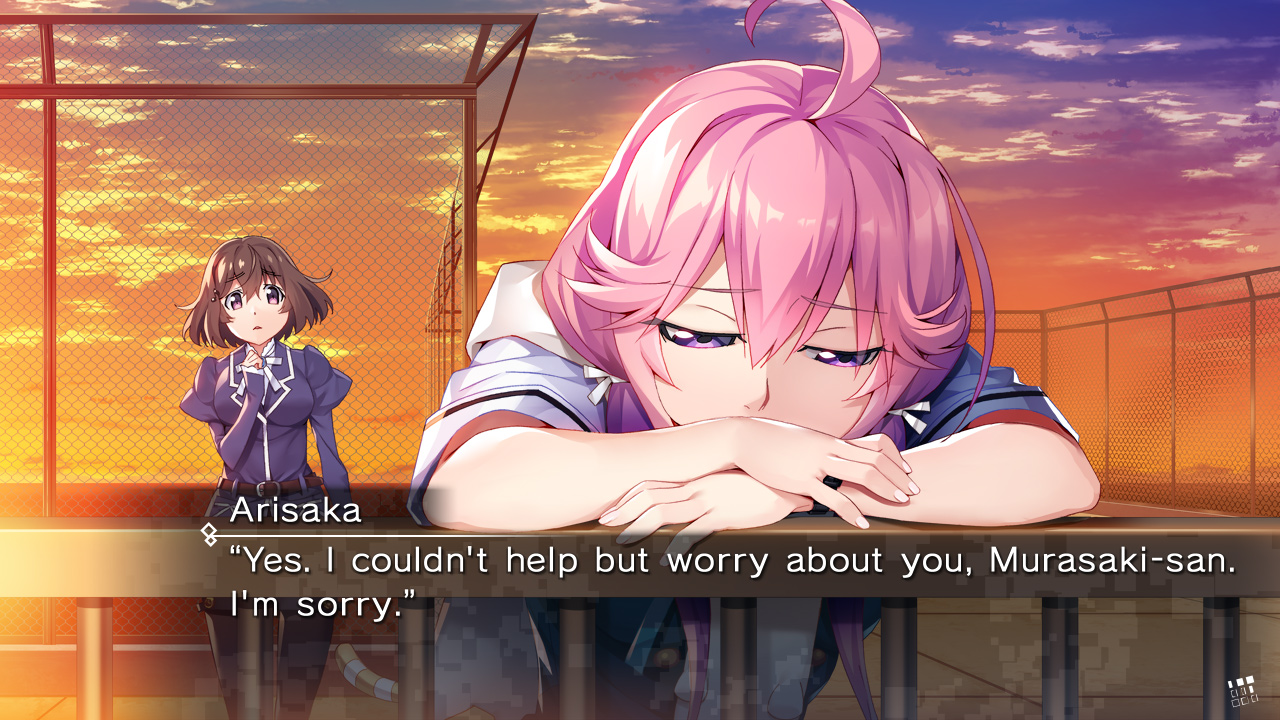 Arisaka
“Yes. I couldn't help but worry about you, Murasaki-san.
I'm sorry.”